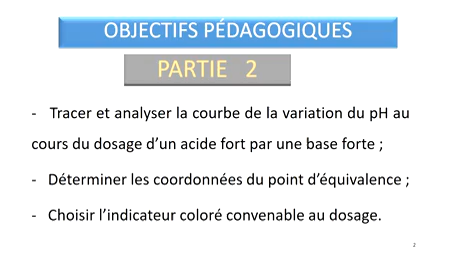 OBJECTIFS PÉDAGOGIQUES
PARTIE 2
- Tracer et analyser la courbe de la variation du pH au
cours du dosage d’un acide fort par une base forte ;
- Déterminer les coordonnées du point d’équivalence ;
- Choisir l’indicateur coloré convenable au dosage.
2